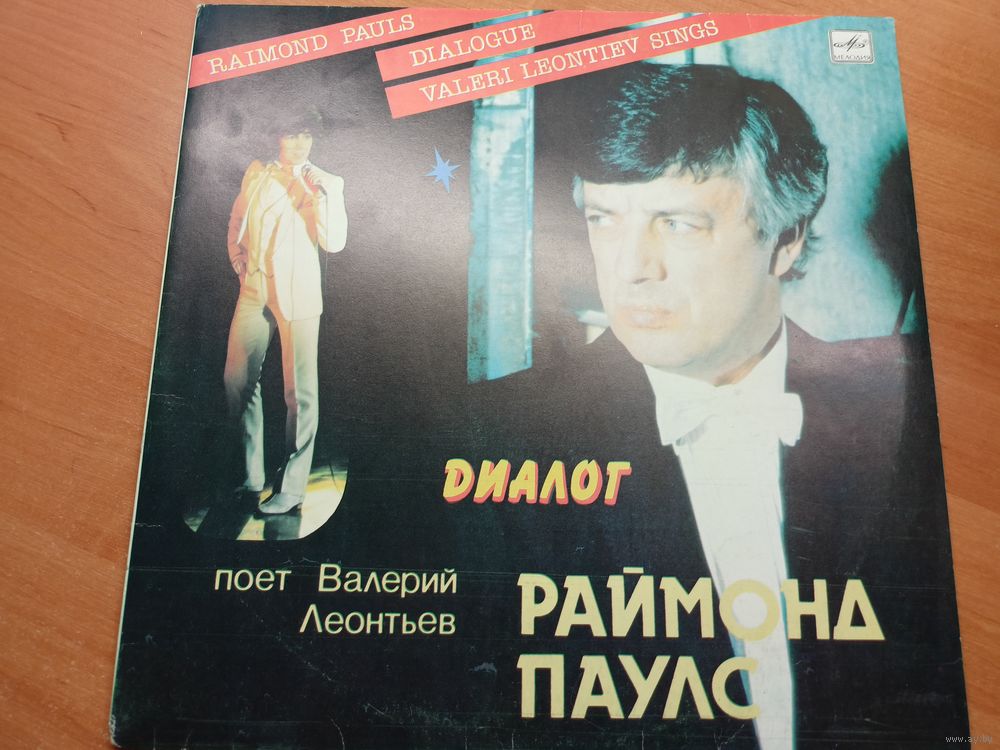 RAIMOND PAULS
DIALOGUE
VALERI LEONTIEV SINGS
МЕЛОДИЯ
ДИАЛОГ
поет Валерий
Леонтьев
РАЙМОНД
ПАУЛС
www.ay.by